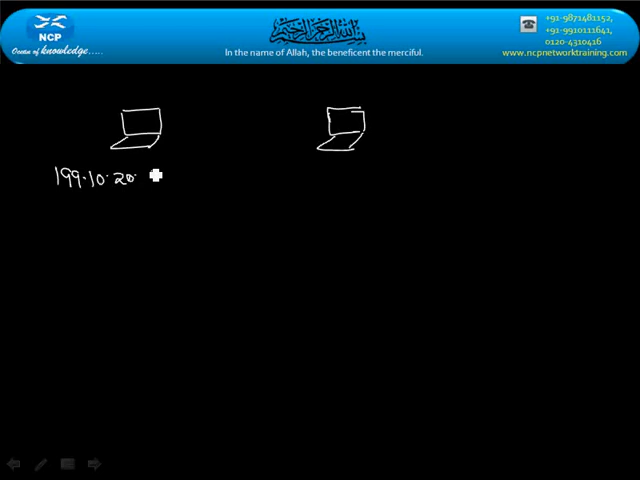 NCP
Ocean of knowledge.....
بسم الله الرحمن الرحيم
In the name of Allah, the beneficent the merciful.
+91-9871481152,
+91-9910111641,
0120-4310416
www.ncpnetworktraining.com
199.10.20.